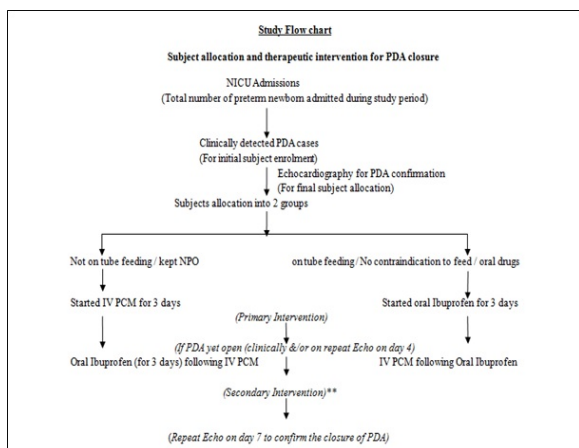 Study Flow chart
Subject allocation and therapeutic intervention for PDA closure
NICU Admissions
(Total number of preterm newborn admitted during study period)
Clinically detected PDA cases
(For initial subject enrolment)
Echocardiography for PDA confirmation
(For final subject allocation)
Subjects allocation into 2 groups
Not on tube feeding / kept NPO
on tube feeding / No contraindication to feed / oral drugs
Started IV PCM for 3 days
Started oral Ibuprofen for 3 days
(Primary Intervention)
(If PDA yet open (clinically &/or on repeat Echo on day 4)
Oral Ibuprofen (for 3 days) following IV PCM
IV PCM following Oral Ibuprofen
(Secondary Intervention)**
(Repeat Echo on day 7 to confirm the closure of PDA)